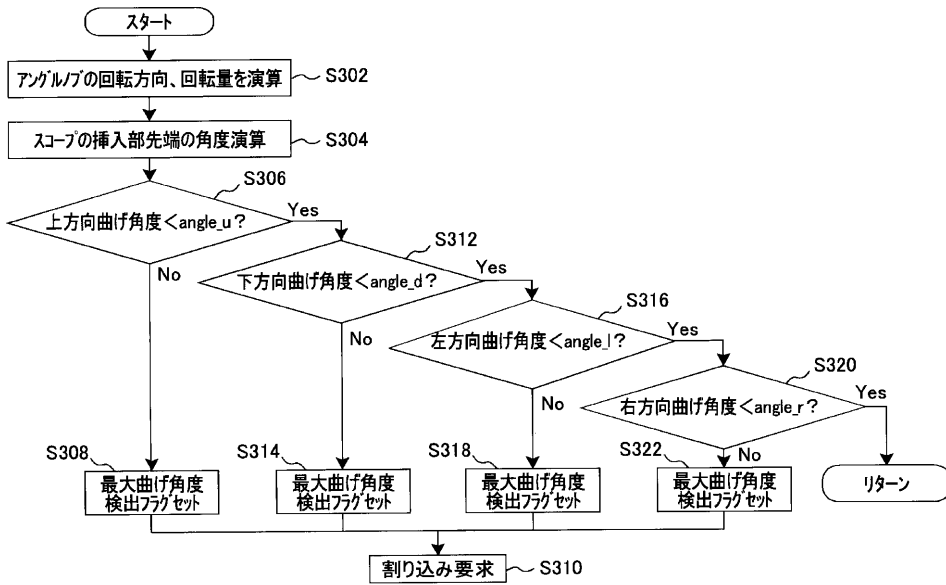 スタート
アングルノブの回転方向、回転量を演算
S302
スコープの挿入部先端の角度演算
S304
S306
上方向曲げ角度<angle_u?
Yes
No
S312
下方向曲げ角度<angle_d?
Yes
No
S316
左方向曲げ角度<angle_l?
Yes
No
S320
右方向曲げ角度<angle_r?
Yes
No
S308
最大曲げ角度
検出フラグセット
S314
最大曲げ角度
検出フラグセット
S318
最大曲げ角度
検出フラグセット
S322
最大曲げ角度
検出フラグセット
リターン
割り込み要求
S310